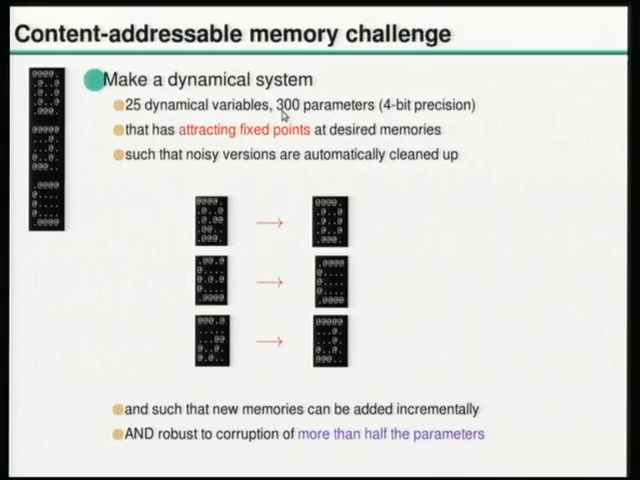 Content-addressable memory challenge
Make a dynamical system
25 dynamical variables, 300 parameters (4-bit precision)
that has attracting fixed points at desired memories
such that noisy versions are automatically cleaned up
and such that new memories can be added incrementally
AND robust to corruption of more than half the parameters